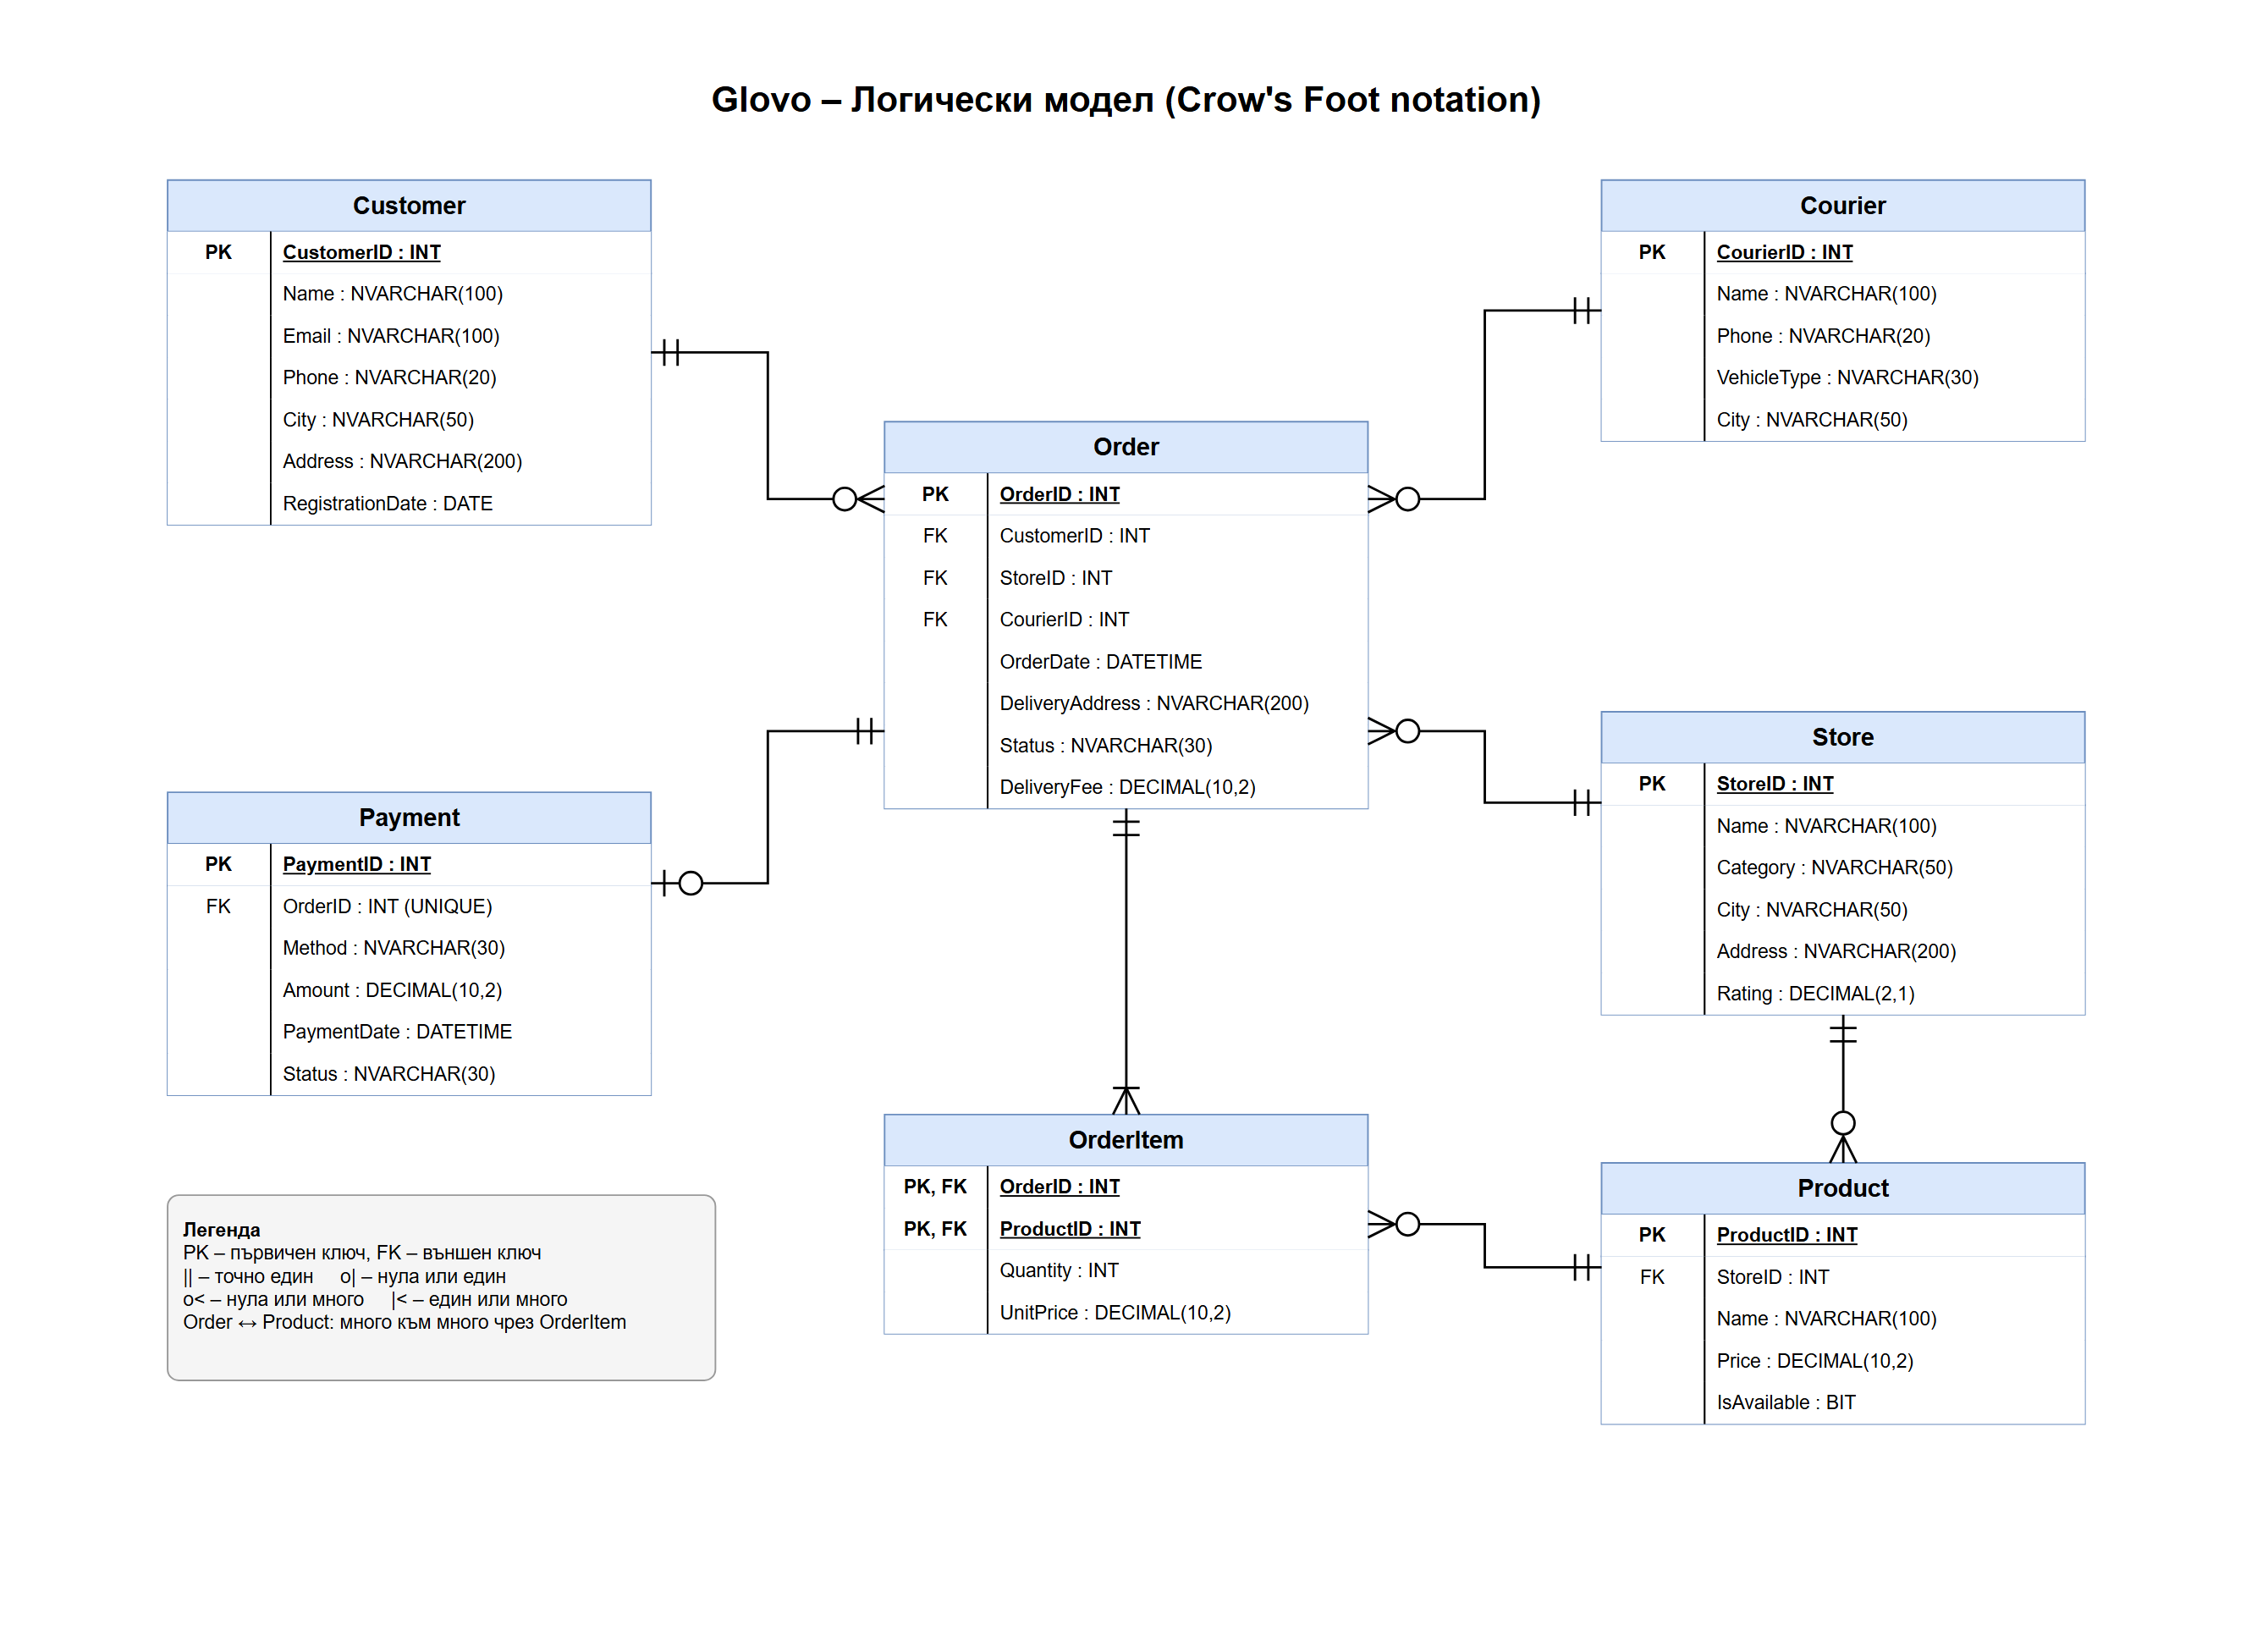 Glovo – Логически модел (Crow's Foot notation)
Customer
PK CustomerID : INT
Name : NVARCHAR(100)
Email : NVARCHAR(100)
Phone : NVARCHAR(20)
City : NVARCHAR(50)
Address : NVARCHAR(200)
RegistrationDate : DATE
Courier
PK CourierID : INT
Name : NVARCHAR(100)
Phone : NVARCHAR(20)
VehicleType : NVARCHAR(30)
City : NVARCHAR(50)
Order
PK OrderID : INT
FK CustomerID : INT
FK StoreID : INT
FK CourierID : INT
OrderDate : DATETIME
DeliveryAddress : NVARCHAR(200)
Status : NVARCHAR(30)
DeliveryFee : DECIMAL(10,2)
Store
PK StoreID : INT
Name : NVARCHAR(100)
Category : NVARCHAR(50)
City : NVARCHAR(50)
Address : NVARCHAR(200)
Rating : DECIMAL(2,1)
Payment
PK PaymentID : INT
FK OrderID : INT (UNIQUE)
Method : NVARCHAR(30)
Amount : DECIMAL(10,2)
PaymentDate : DATETIME
Status : NVARCHAR(30)
OrderItem
PK, FK OrderID : INT
PK, FK ProductID : INT
Quantity : INT
UnitPrice : DECIMAL(10,2)
Product
PK ProductID : INT
FK StoreID : INT
Name : NVARCHAR(100)
Price : DECIMAL(10,2)
IsAvailable : BIT
Легенда
PK – първичен ключ, FK – външен ключ
|| – точно един o| – нула или един
o< – нула или много |< – един или много
Order ↔ Product: много към много чрез OrderItem